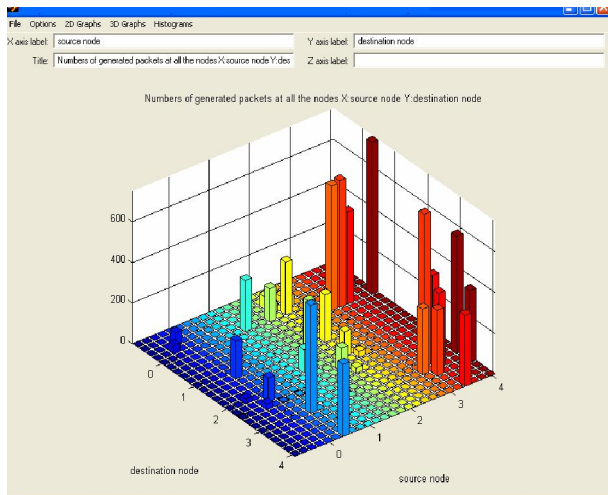 File Options 2D Graphs 3D Graphs Histograms
X axis label: source node Y axis label: destination node
Title: Numbers of generated packets at all the nodes X:source node Y:des Z axis label:
Numbers of generated packets at all the nodes X:source node Y:destination node
600
400
200
0
0
1
2
3
4
0
1
2
3
4
destination node
source node